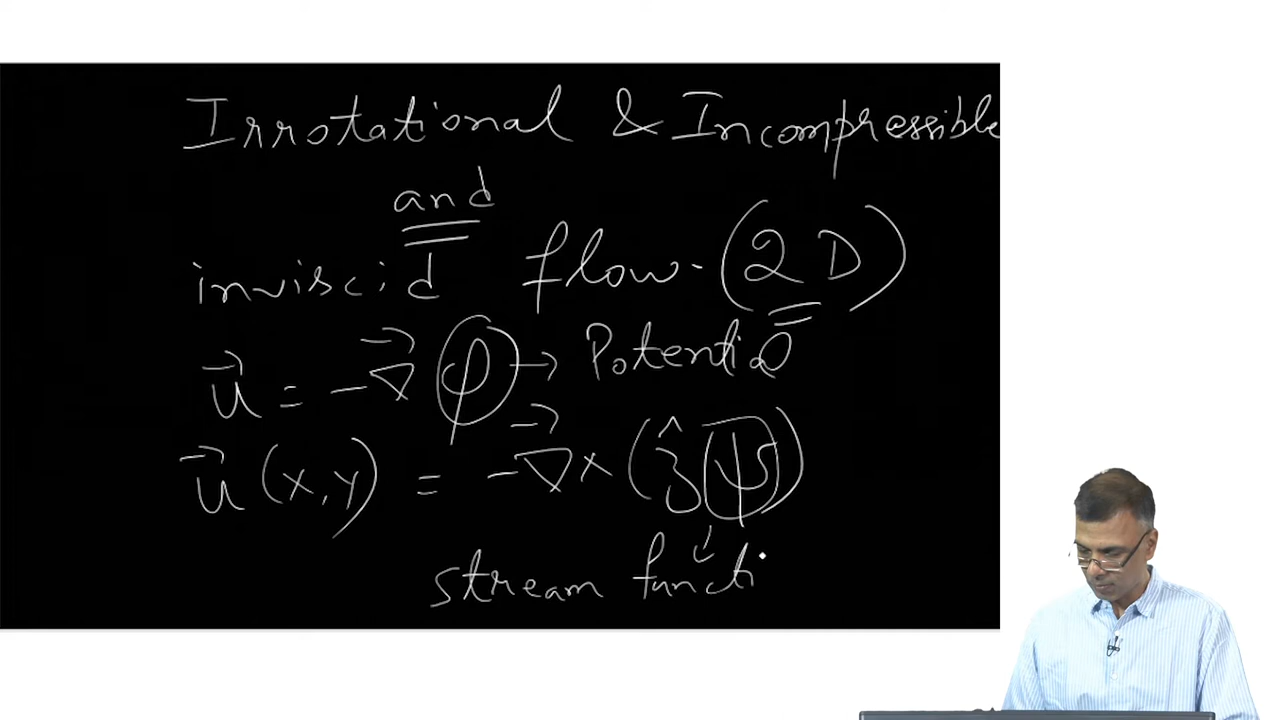 Irrotational & Incompressible
and
inviscid flow. (2D)
u⃗ = -∇⃗ φ → Potential
u⃗ (x,y) = -∇⃗ × (ẑ ψ)
stream functi